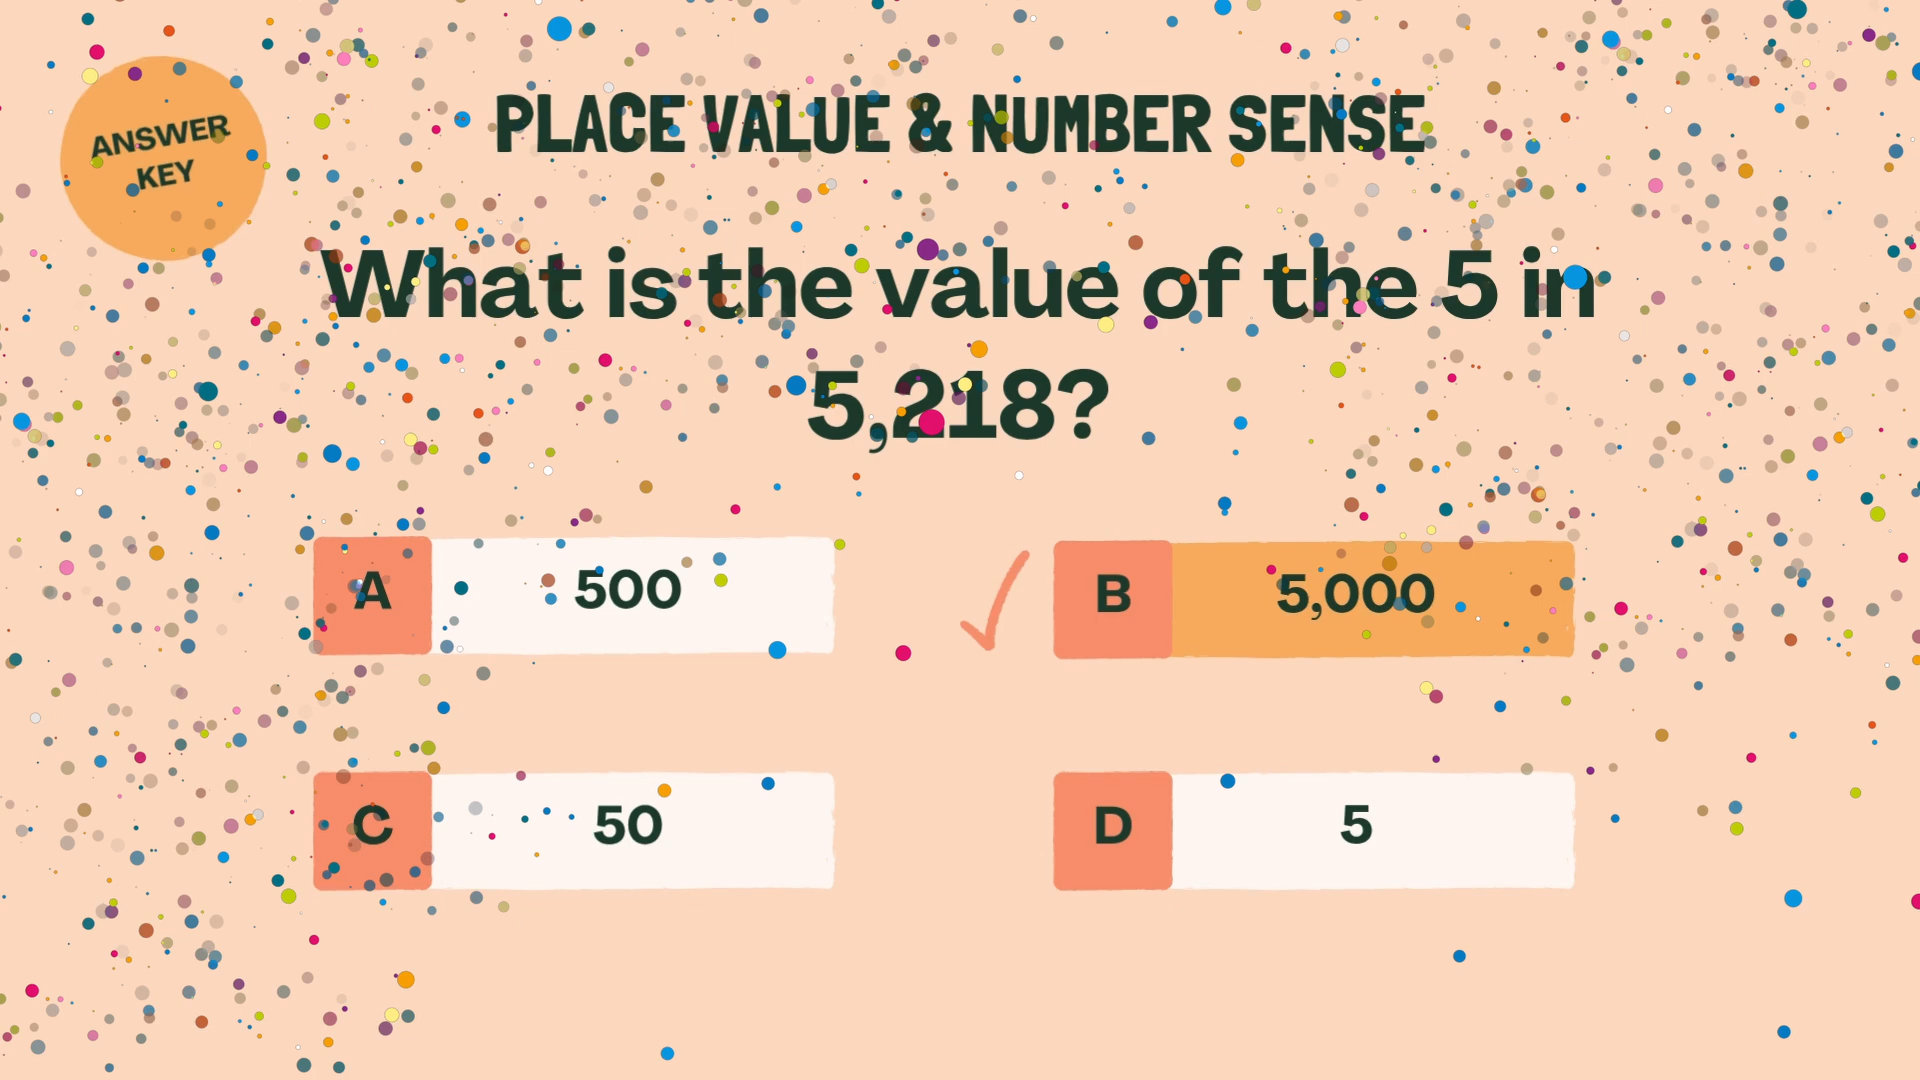 ANSWER
KEY
PLACE VALUE & NUMBER SENSE
What is the value of the 5 in
5,218?
A 500
B 5,000
C 50
D 5